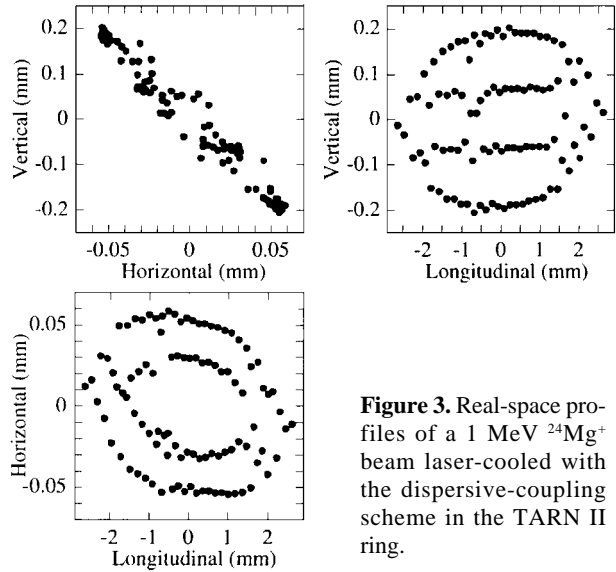 0.2
0.1
0
-0.1
-0.2
Vertical (mm)
-0.05 0 0.05
Horizontal (mm)
0.2
0.1
0
-0.1
-0.2
Vertical (mm)
-2 -1 0 1 2
Longitudinal (mm)
0.05
0
-0.05
Horizontal (mm)
-2 -1 0 1 2
Longitudinal (mm)
Figure 3. Real-space pro-
files of a 1 MeV ²⁴Mg⁺
beam laser-cooled with
the dispersive-coupling
scheme in the TARN II
ring.